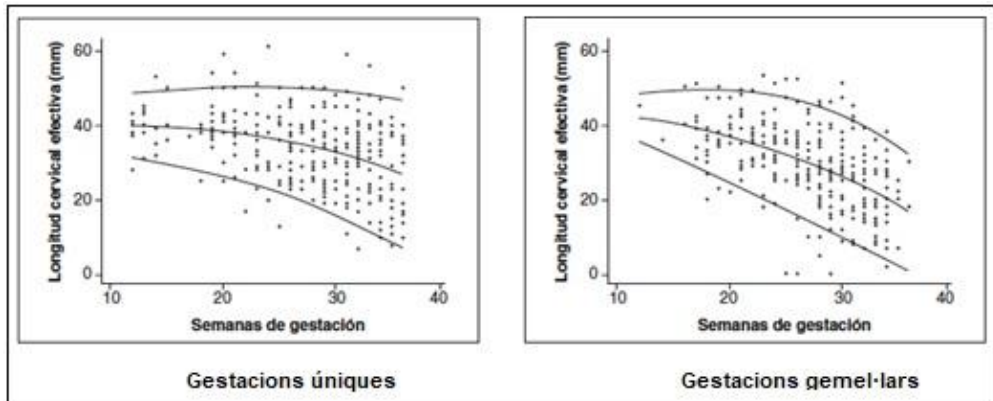 Longitud cervical efectiva (mm)
60
40
20
0
10 20 30 40
Semanas de gestación
Gestacions úniques
Longitud cervical efectiva (mm)
60
40
20
0
10 20 30 40
Semanas de gestación
Gestacions gemel·lars